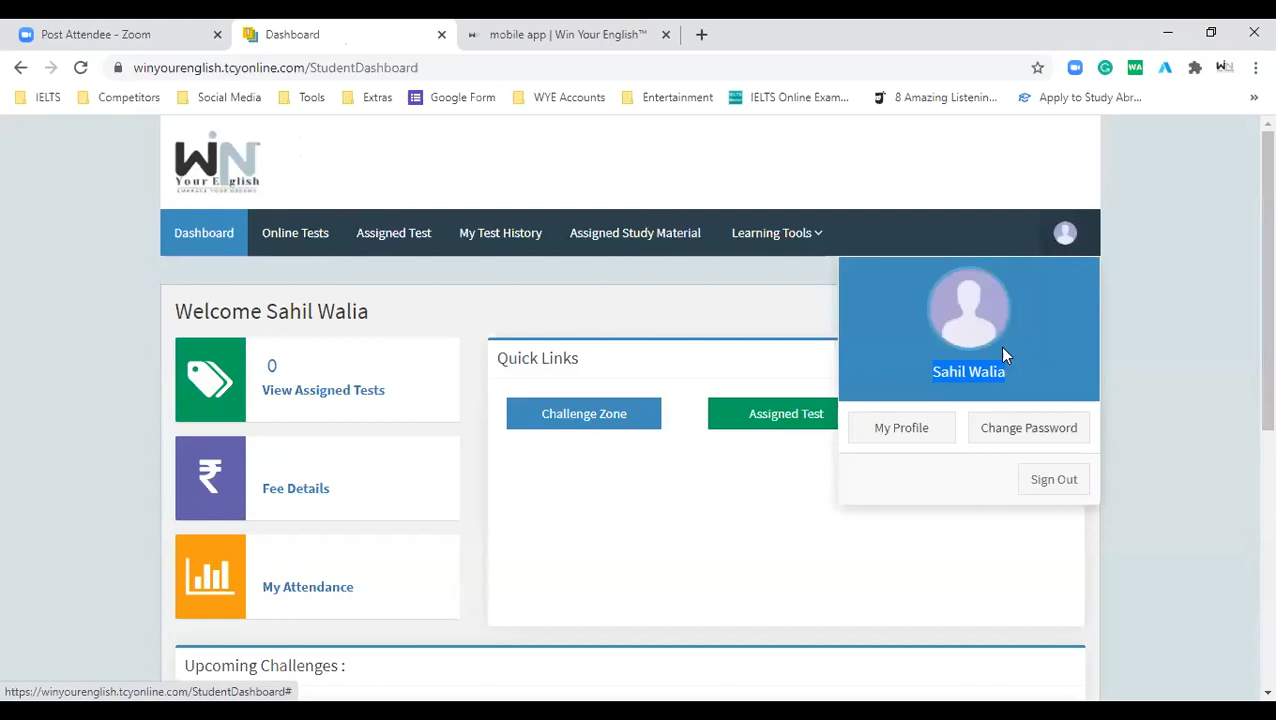 Post Attendee - Zoom
Dashboard
mobile app | Win Your English™
winyourenglish.tcyonline.com/StudentDashboard
IELTS
Competitors
Social Media
Tools
Extras
Google Form
WYE Accounts
Entertainment
IELTS Online Exam...
8 Amazing Listenin...
Apply to Study Abr...
WiN
Your English
EMBRACE YOUR DREAMS
Dashboard
Online Tests
Assigned Test
My Test History
Assigned Study Material
Learning Tools
Welcome Sahil Walia
0
View Assigned Tests
Fee Details
My Attendance
Quick Links
Challenge Zone
Assigned Test
Sahil Walia
My Profile
Change Password
Sign Out
Upcoming Challenges :
https://winyourenglish.tcyonline.com/StudentDashboard#